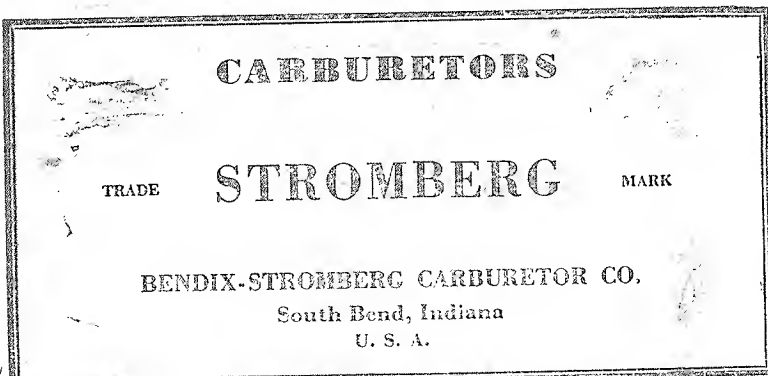 CARBURETORS
TRADE STROMBERG MARK
BENDIX-STROMBERG CARBURETOR CO.
South Bend, Indiana
U. S. A.